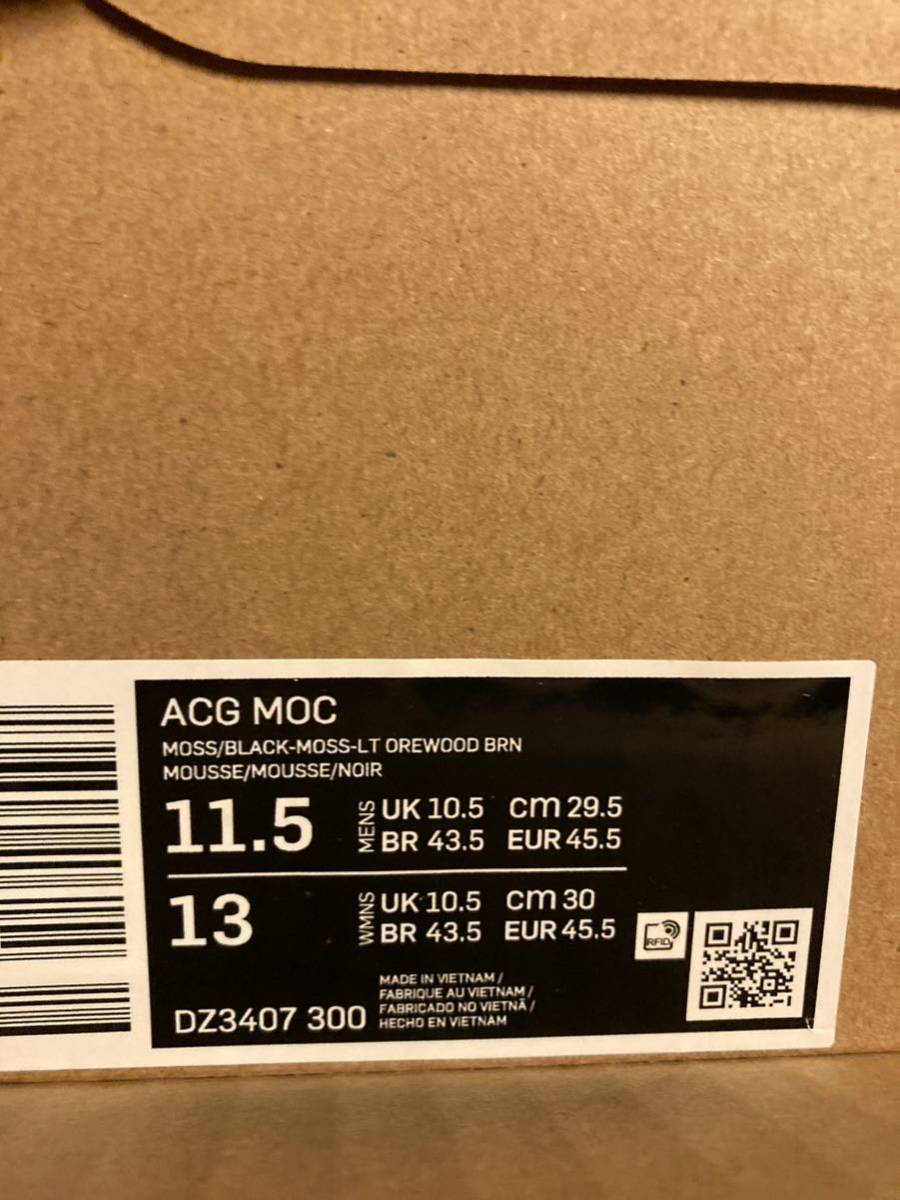 ACG MOC
MOSS/BLACK-MOSS-LT OREWOOD BRN
MOUSSE/MOUSSE/NOIR
11.5 MENS UK 10.5 cm 29.5
BR 43.5 EUR 45.5
13 WMNS UK 10.5 cm 30
BR 43.5 EUR 45.5
RFID
DZ3407 300
MADE IN VIETNAM /
FABRIQUE AU VIETNAM /
FABRICADO NO VIETNÃ /
HECHO EN VIETNAM